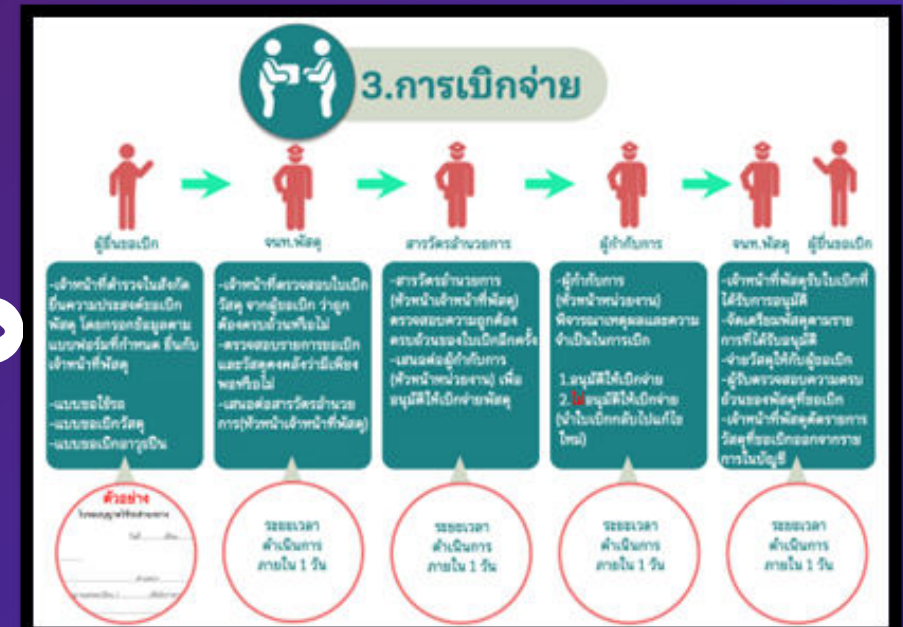 3.การเบิกจ่าย
ผู้ยื่นขอเบิก
จนท.พัสดุ
สารวัตรอำนวยการ
ผู้กำกับการ
จนท.พัสดุ
ผู้ยื่นขอเบิก
-เจ้าหน้าที่ตำรวจในสังกัด
ยื่นความประสงค์ขอเบิก
พัสดุ โดยกรอกข้อมูลตาม
แบบฟอร์มที่กำหนด ยื่นกับ
เจ้าหน้าที่พัสดุ
-แบบขอใช้รถ
-แบบขอเบิกวัสดุ
-แบบขอเบิกอาวุธปืน
-เจ้าหน้าที่ตรวจสอบใบเบิก
วัสดุ จากผู้ขอเบิก ว่าถูก
ต้องครบถ้วนหรือไม่
-ตรวจสอบรายการขอเบิก
และวัสดุคงคลังว่ามีเพียง
พอหรือไม่
-เสนอต่อสารวัตรอำนวย
การ(หัวหน้าเจ้าหน้าที่พัสดุ)
-สารวัตรอำนวยการ
(หัวหน้าเจ้าหน้าที่พัสดุ)
ตรวจสอบความถูกต้อง
ครบถ้วนของใบเบิกอีกครั้ง
-เสนอต่อผู้กำกับการ
(หัวหน้าหน่วยงาน) เพื่อ
อนุมัติให้เบิกจ่ายพัสดุ
-ผู้กำกับการ
(หัวหน้าหน่วยงาน)
พิจารณาเหตุผลและความ
จำเป็นในการเบิก
1.อนุมัติให้เบิกจ่าย
2.ไม่อนุมัติให้เบิกจ่าย
(นำใบเบิกกลับไปแก้ไข
ใหม่)
-เจ้าหน้าที่พัสดุรับใบเบิกที่
ได้รับการอนุมัติ
-จัดเตรียมพัสดุตามราย
การที่ได้รับอนุมัติ
-จ่ายวัสดุให้กับผู้ขอเบิก
-ผู้รับตรวจสอบความครบ
ถ้วนของพัสดุที่ขอเบิก
-เจ้าหน้าที่พัสดุตัดรายการ
วัสดุที่ขอเบิกออกจากราย
การในบัญชี
ตัวอย่าง
ระยะเวลา
ดำเนินการ
ภายใน 1 วัน
ระยะเวลา
ดำเนินการ
ภายใน 1 วัน
ระยะเวลา
ดำเนินการ
ภายใน 1 วัน
ระยะเวลา
ดำเนินการ
ภายใน 1 วัน